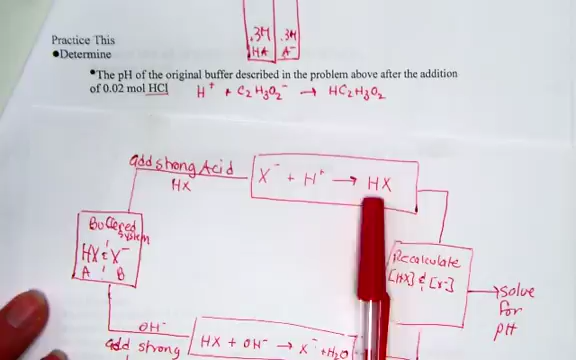 .3M
HA
.3M
A⁻
Practice This
•Determine
•The pH of the original buffer described in the problem above after the addition
of 0.02 mol HCl
H⁺ + C₂H₃O₂⁻ → HC₂H₃O₂
add strong Acid
HX
X⁻ + H⁺ → HX
Buffered
system
HX & X⁻
A | B
Recalculate
[HX] & [X⁻]
solve
for
pH
OH⁻
add strong
HX + OH⁻ → X⁻ + H₂O